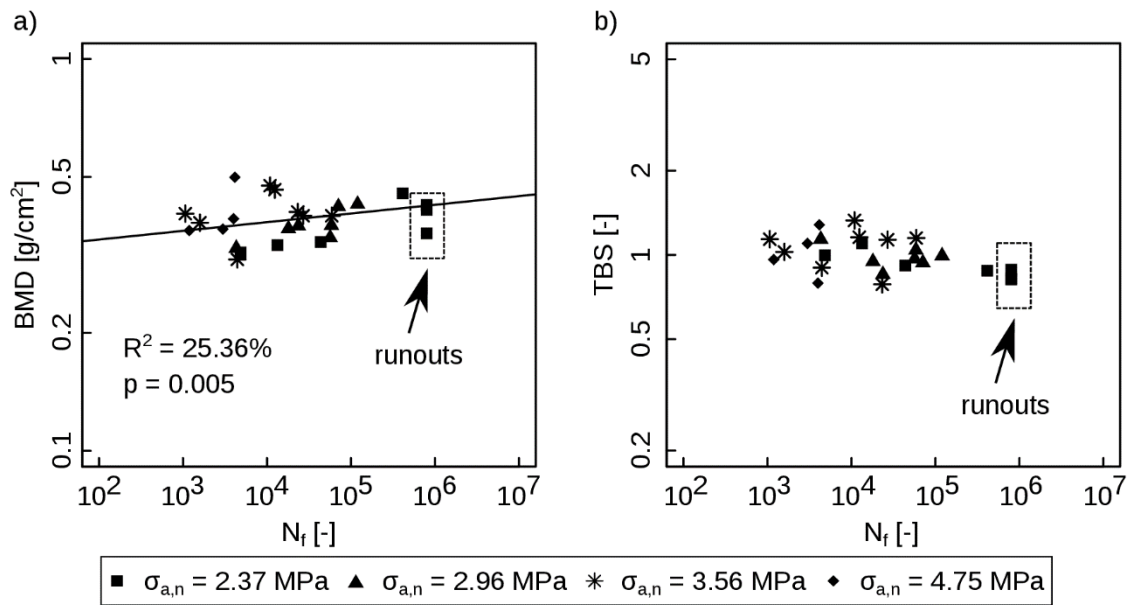 a)
BMD [g/cm²]
1
0.5
0.2
0.1
R² = 25.36%
p = 0.005
runouts
10² 10³ 10⁴ 10⁵ 10⁶ 10⁷
N_f [-]
b)
TBS [-]
5
2
1
0.5
0.2
runouts
10² 10³ 10⁴ 10⁵ 10⁶ 10⁷
N_f [-]
σ_a,n = 2.37 MPa σ_a,n = 2.96 MPa σ_a,n = 3.56 MPa σ_a,n = 4.75 MPa